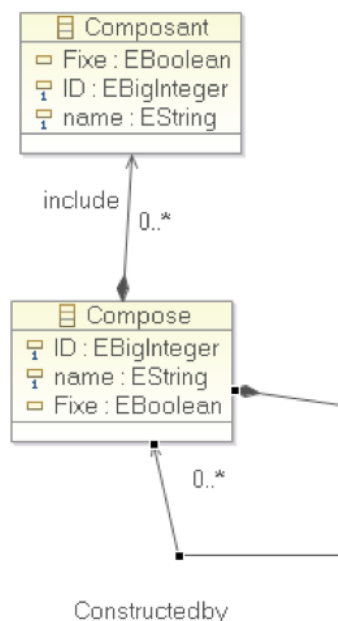 Composant
Fixe : EBoolean
ID : EBigInteger
name : EString
include
0..*
Compose
ID : EBigInteger
name : EString
Fixe : EBoolean
0..*
Constructedby